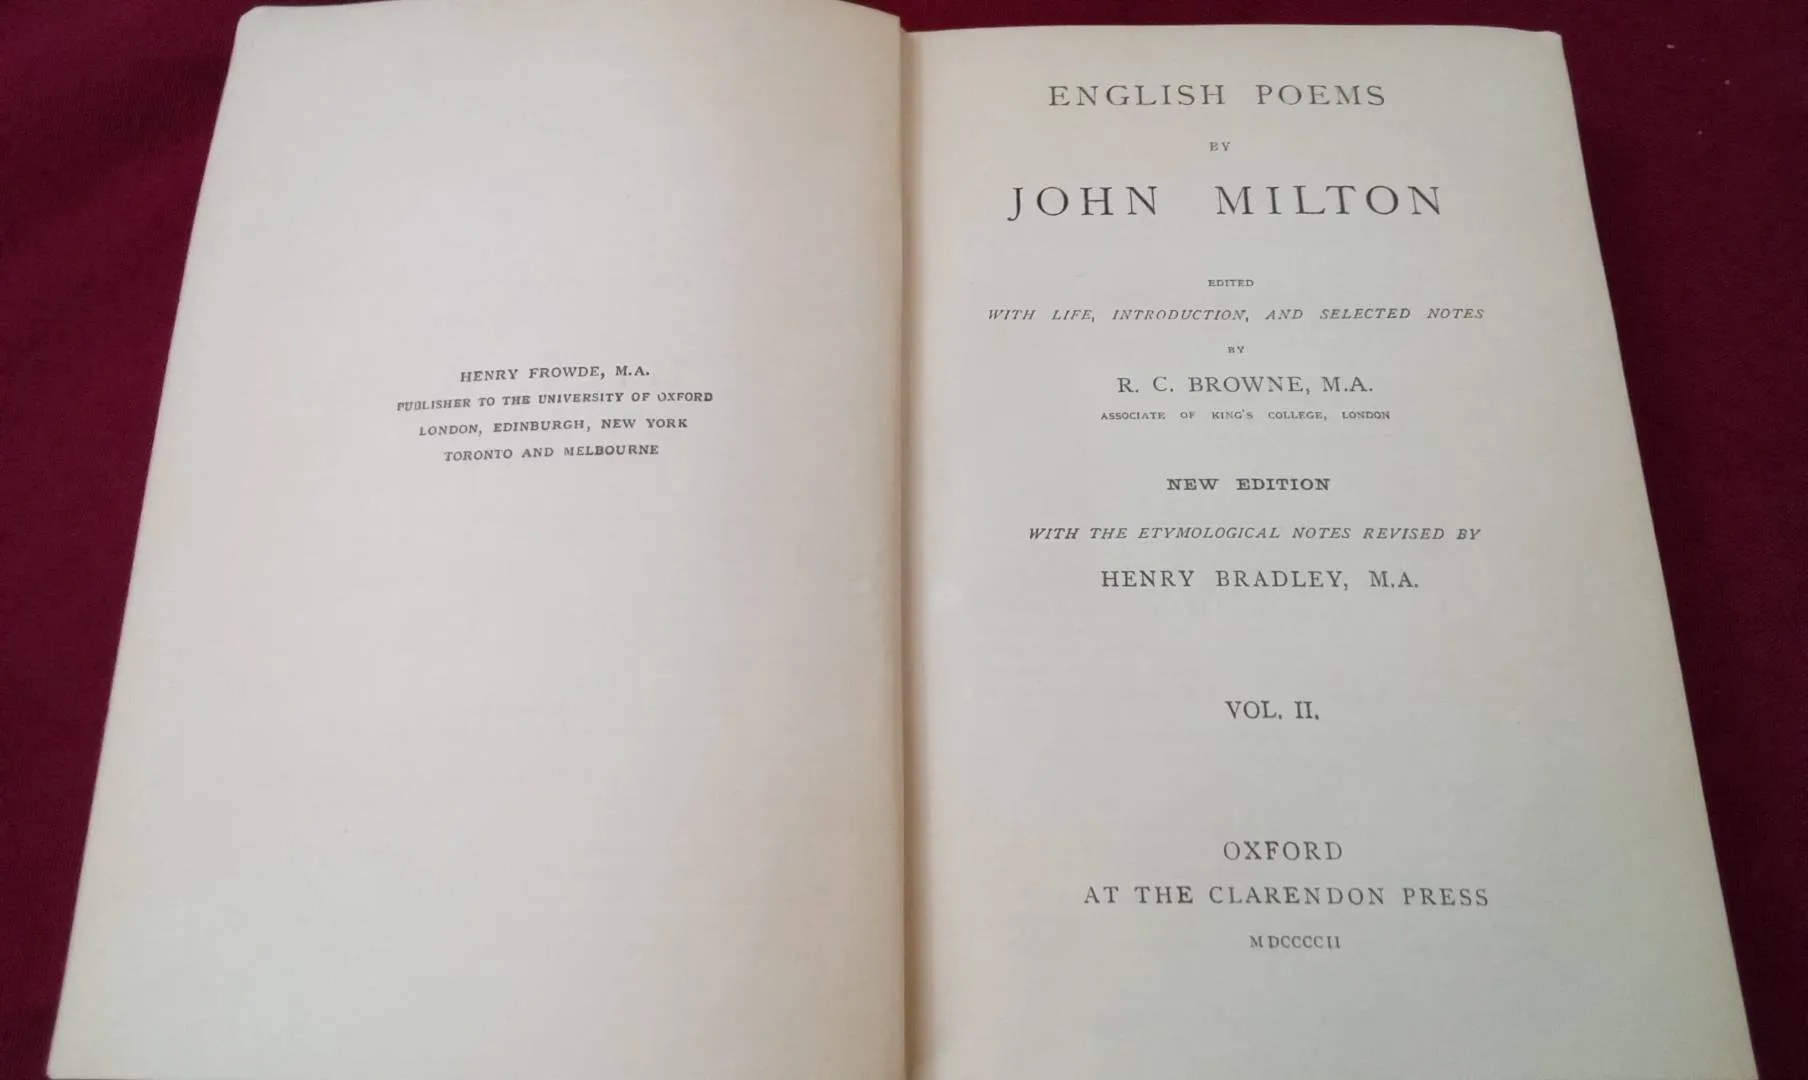 HENRY FROWDE, M.A.
PUBLISHER TO THE UNIVERSITY OF OXFORD
LONDON, EDINBURGH, NEW YORK
TORONTO AND MELBOURNE
ENGLISH POEMS
BY
JOHN MILTON
EDITED
WITH LIFE, INTRODUCTION, AND SELECTED NOTES
BY
R. C. BROWNE, M.A.
ASSOCIATE OF KING'S COLLEGE, LONDON
NEW EDITION
WITH THE ETYMOLOGICAL NOTES REVISED BY
HENRY BRADLEY, M.A.
VOL. II.
OXFORD
AT THE CLARENDON PRESS
MDCCCCII